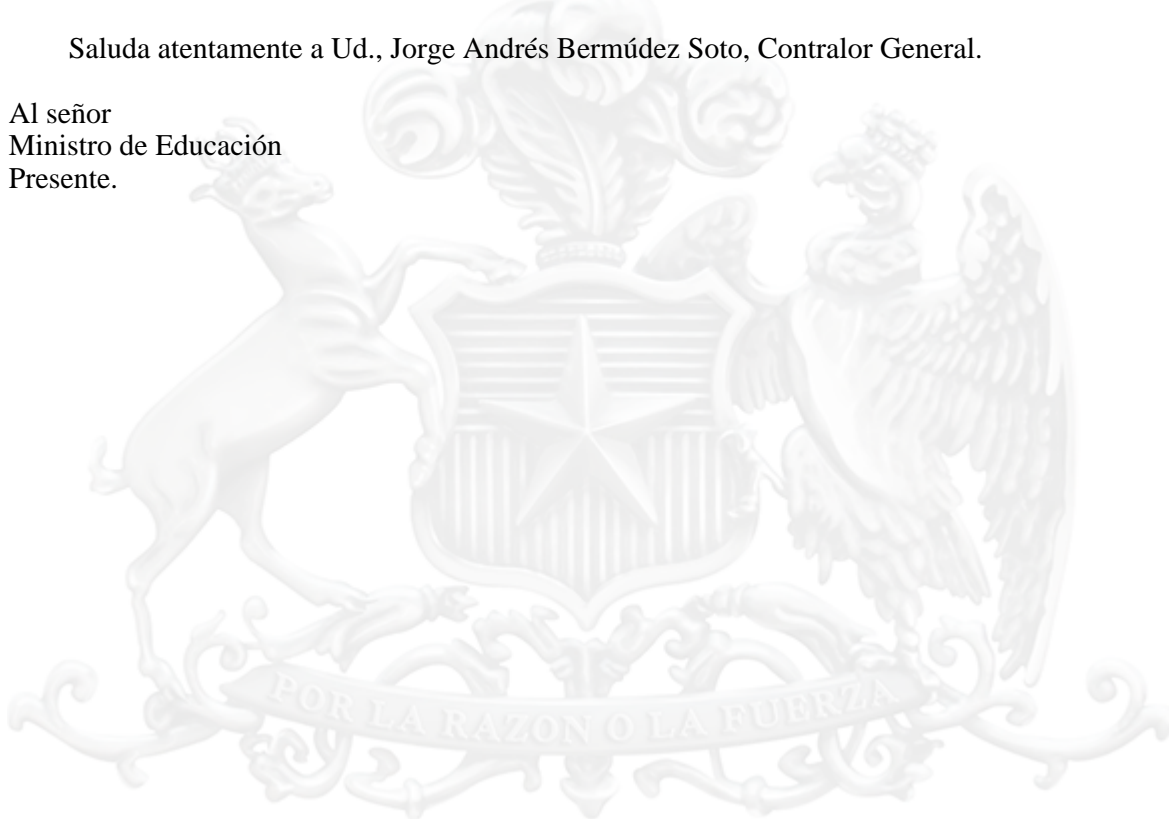 Saluda atentamente a Ud., Jorge Andrés Bermúdez Soto, Contralor General.
Al señor
Ministro de Educación
Presente.
POR LA RAZON O LA FUERZA